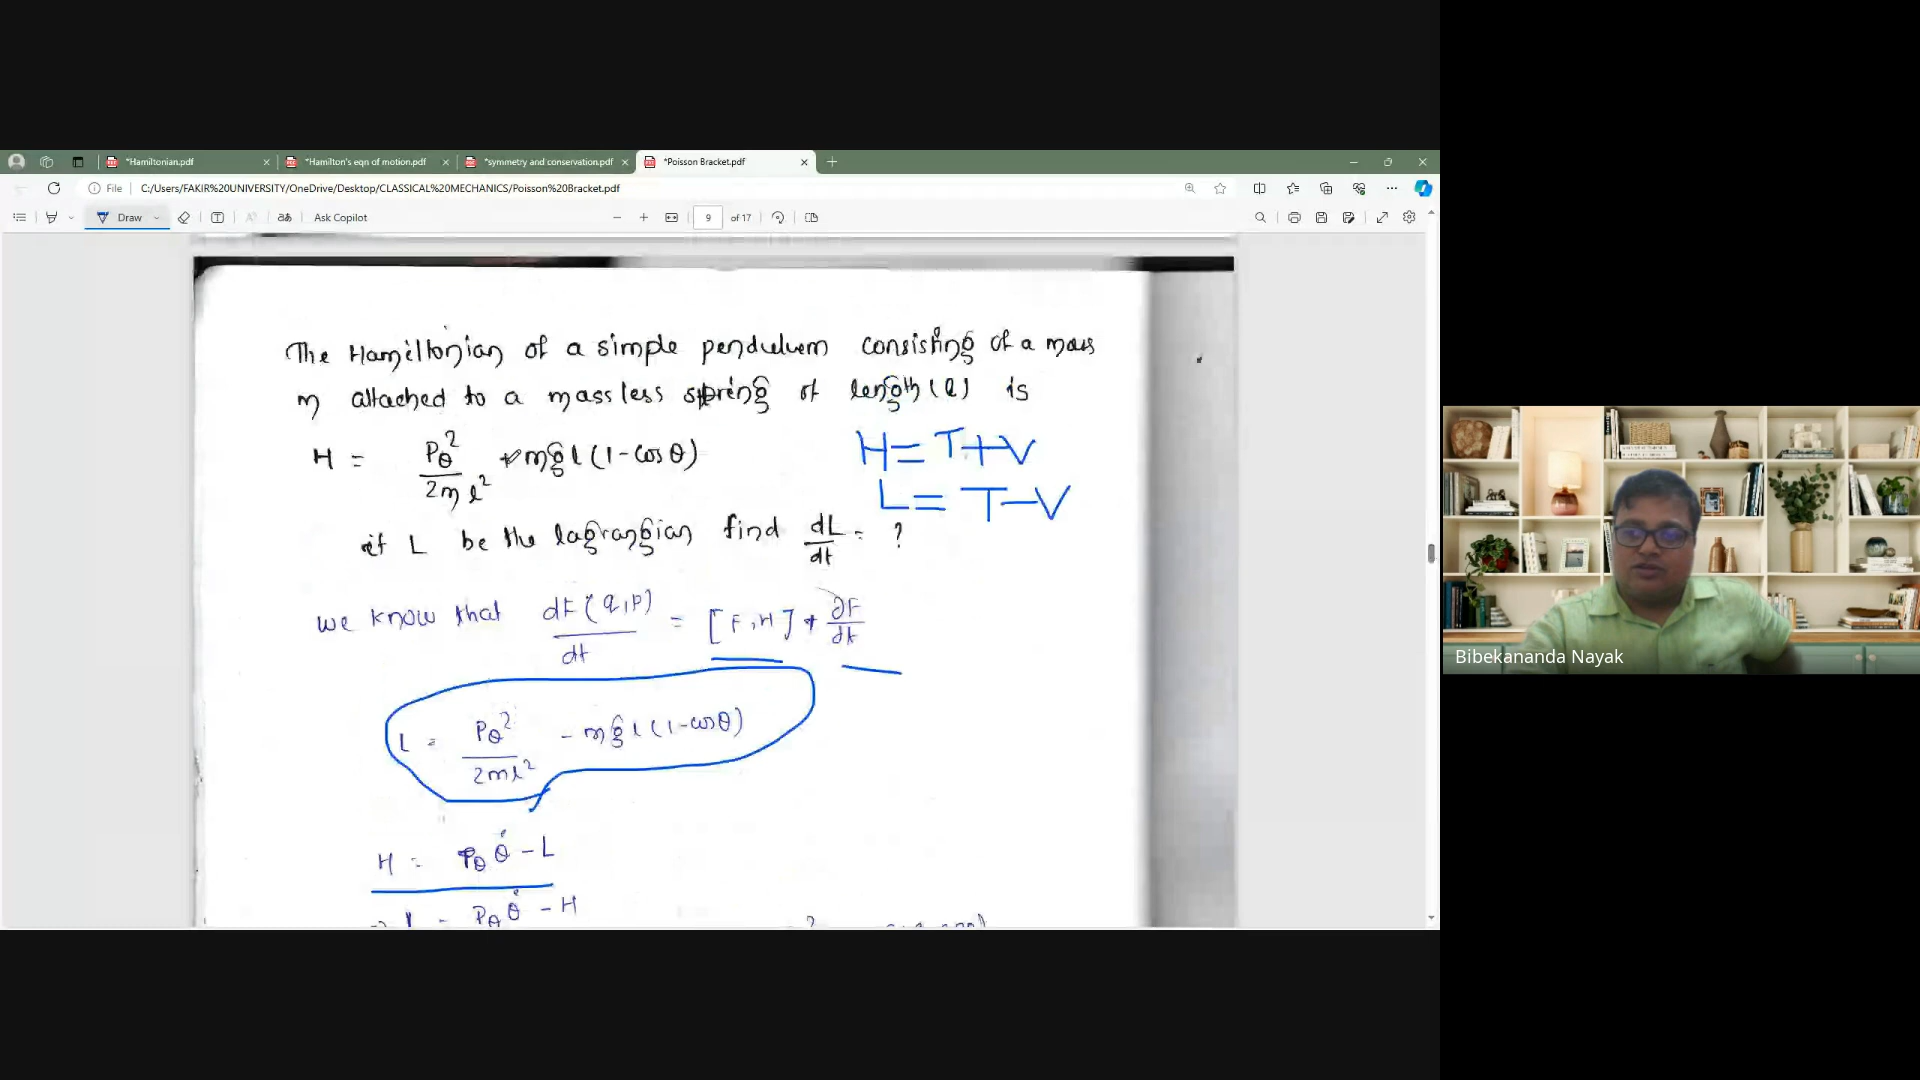 *Hamiltonian.pdf
*Hamilton's eqn of motion.pdf
*symmetry and conservation.pdf
*Poisson Bracket.pdf
File C:/Users/FAKIR%20UNIVERSITY/OneDrive/Desktop/CLASSICAL%20MECHANICS/Poisson%20Bracket.pdf
Draw Ask Copilot 9 of 17
The Hamiltonian of a simple pendulum consisting of a mass
m attached to a massless string of length (l) is
H = Pθ²/2ml² + mgl(1-cosθ)
H = T+V
L = T-V
if L be the lagrangian find dL/dt = ?
we know that dF(q,p)/dt = [F,H] + ∂F/∂t
L = Pθ²/2ml² - mgl(1-cosθ)
H = Pθ θ̇ - L
⇒ L = Pθ θ̇ - H
Bibekananda Nayak